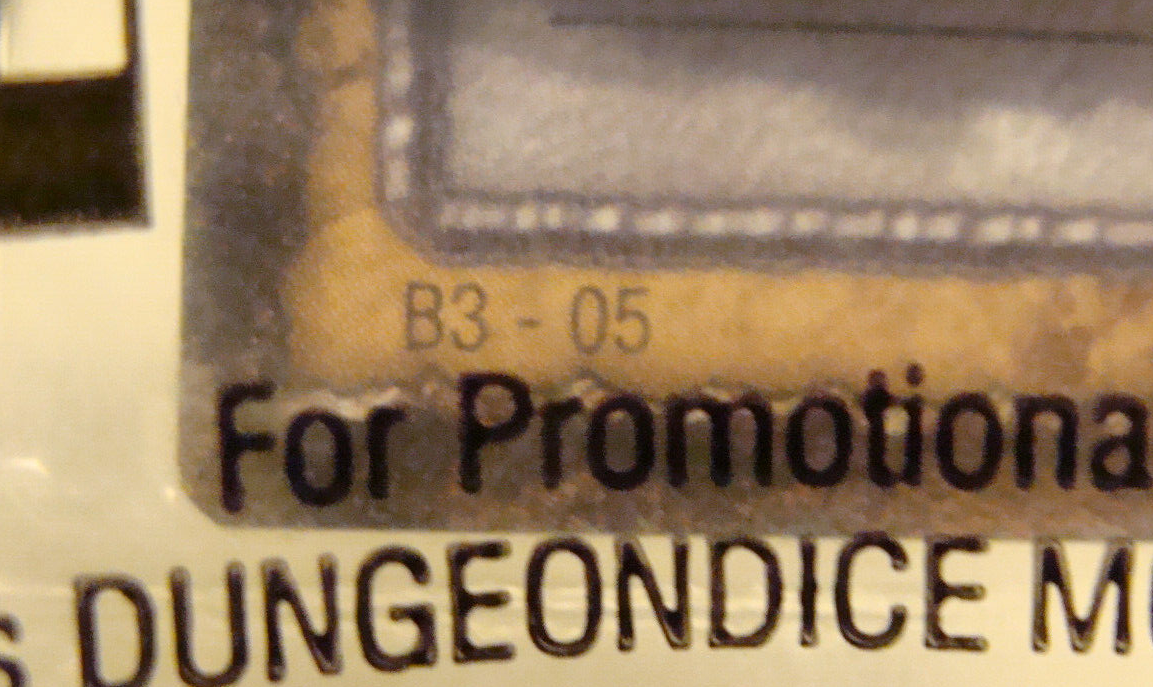 B3 - 05
For Promotiona
s DUNGEONDICE M